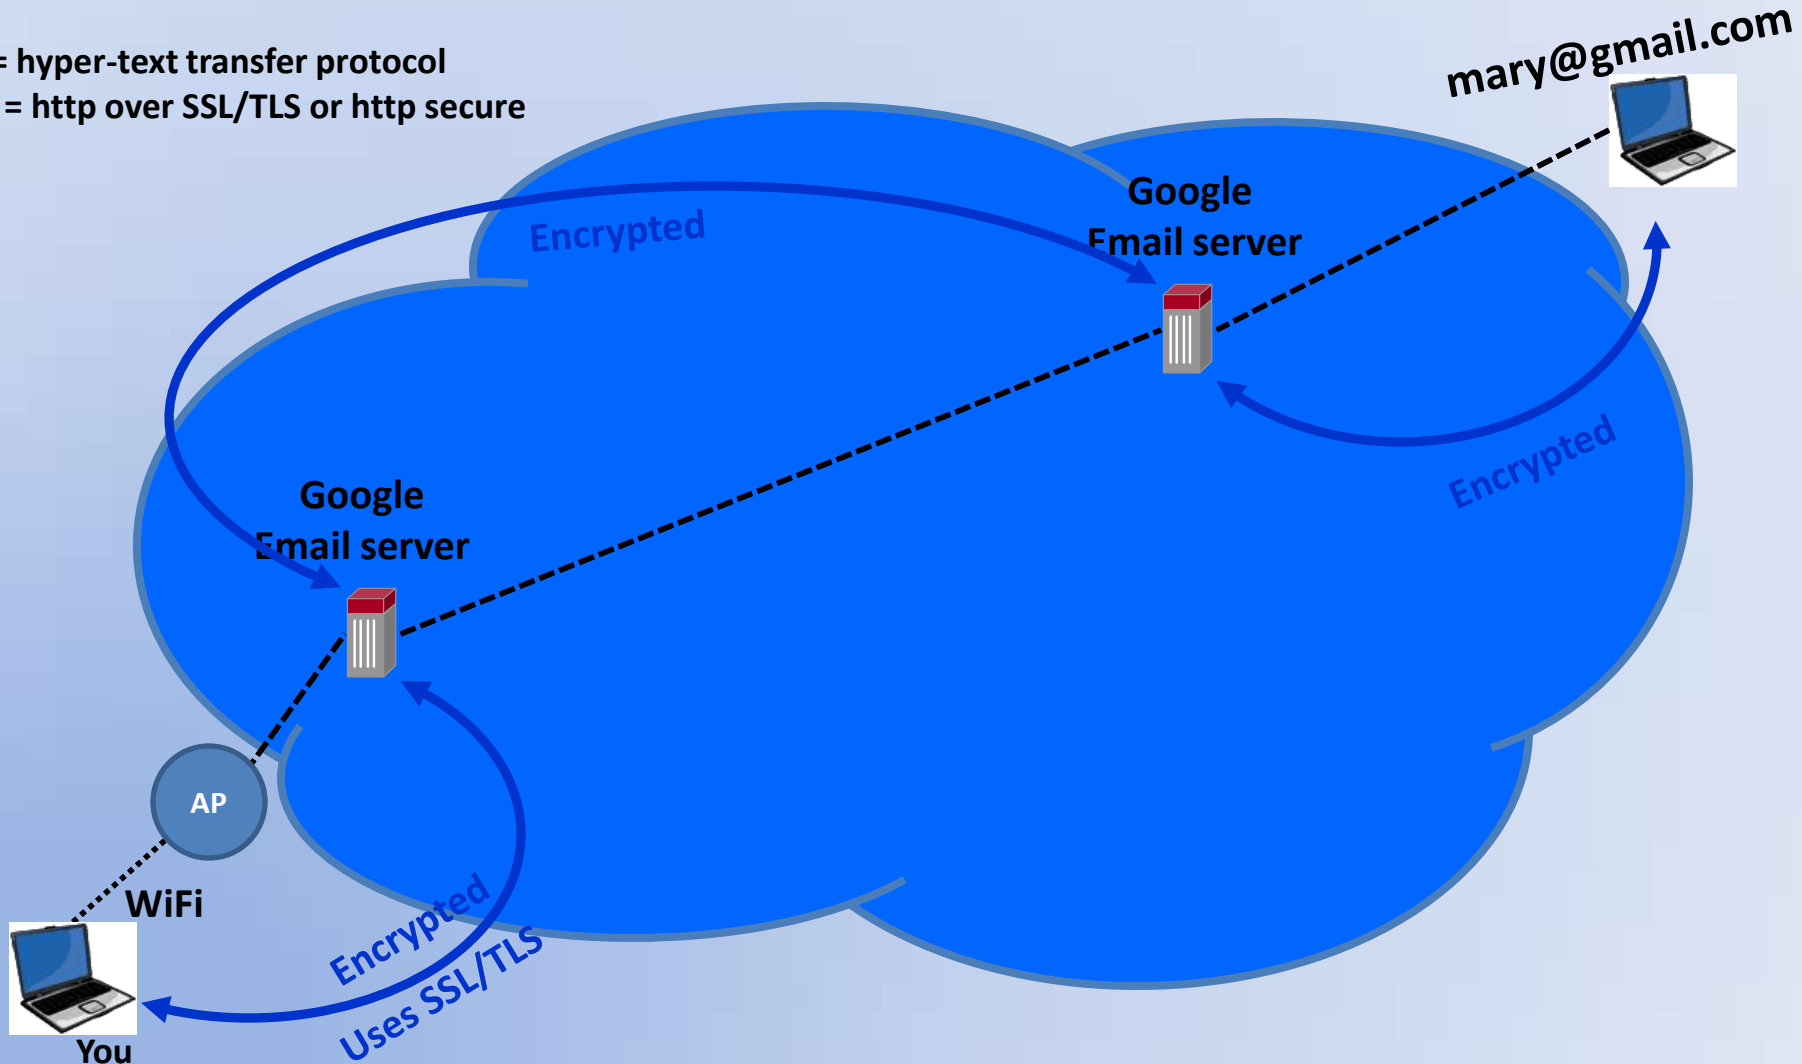 = hyper-text transfer protocol
= http over SSL/TLS or http secure
mary@gmail.com
Google
Email server
Encrypted
Encrypted
Google
Email server
AP
WiFi
Encrypted
Uses SSL/TLS
You